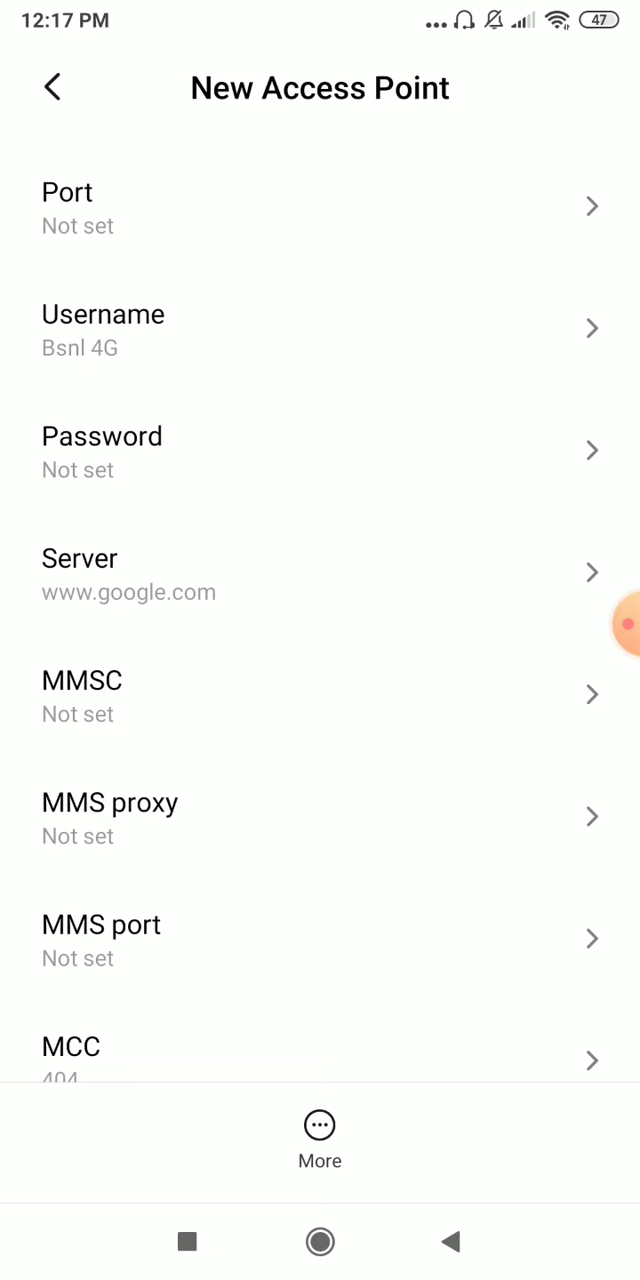 12:17 PM
47
New Access Point
Port
Not set
Username
Bsnl 4G
Password
Not set
Server
www.google.com
MMSC
Not set
MMS proxy
Not set
MMS port
Not set
MCC
404
More